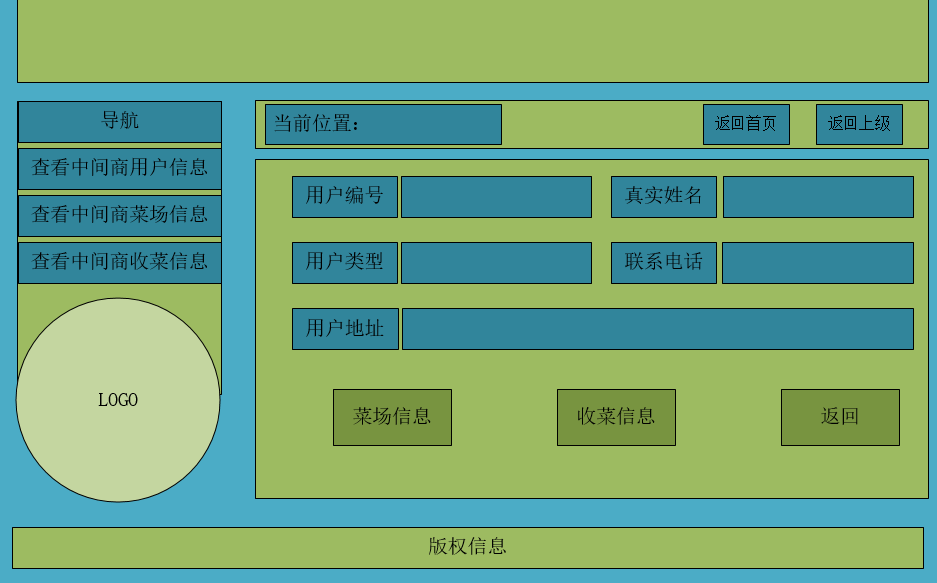 导航
查看中间商用户信息
查看中间商菜场信息
查看中间商收菜信息
LOGO
当前位置：
返回首页
返回上级
用户编号
真实姓名
用户类型
联系电话
用户地址
菜场信息
收菜信息
返回
版权信息